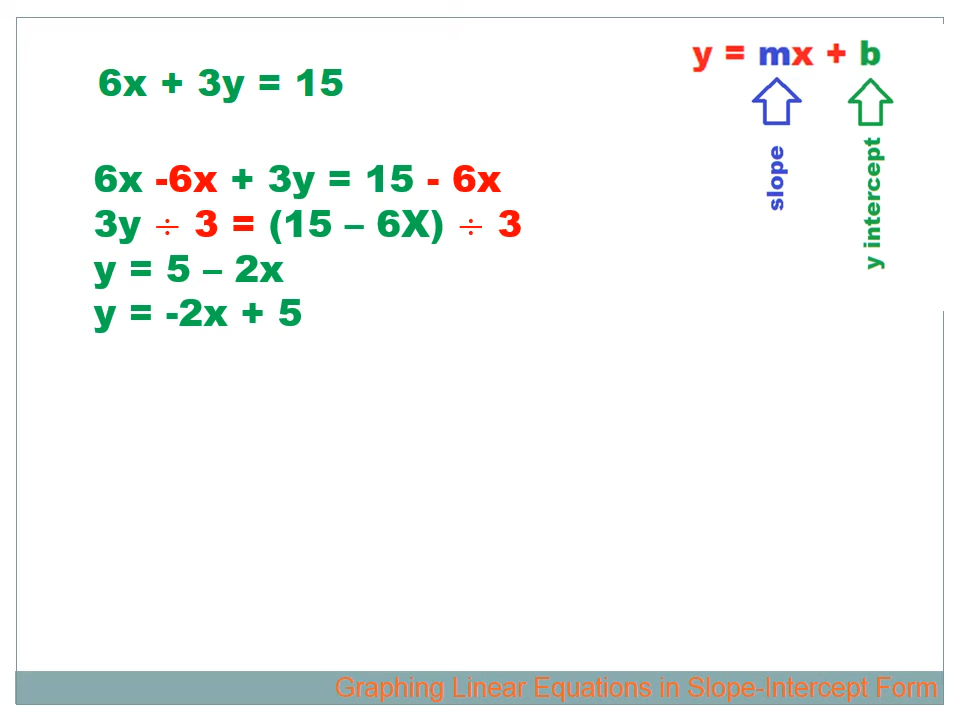 6x + 3y = 15
y = mx + b
slope
y intercept
6x -6x + 3y = 15 - 6x
3y ÷ 3 = (15 – 6X) ÷ 3
y = 5 – 2x
y = -2x + 5
Graphing Linear Equations in Slope-Intercept Form